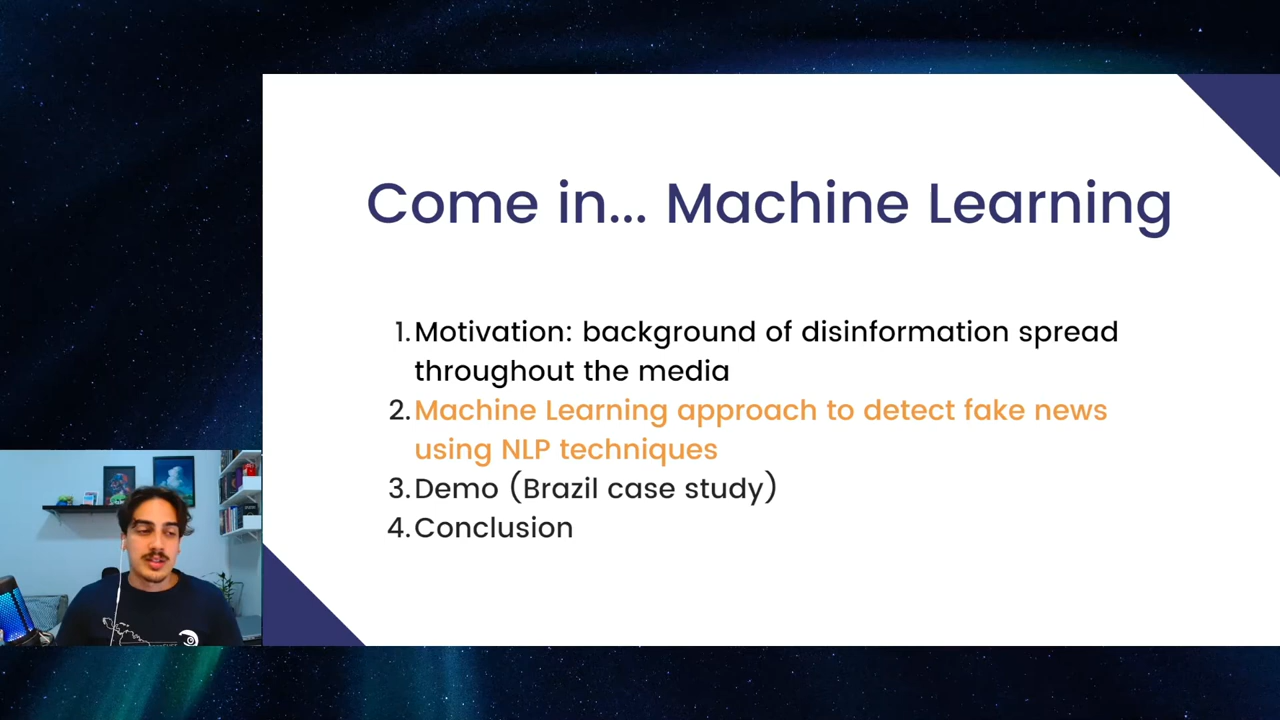 Come in... Machine Learning
1. Motivation: background of disinformation spread
throughout the media
2. Machine Learning approach to detect fake news
using NLP techniques
3. Demo (Brazil case study)
4. Conclusion